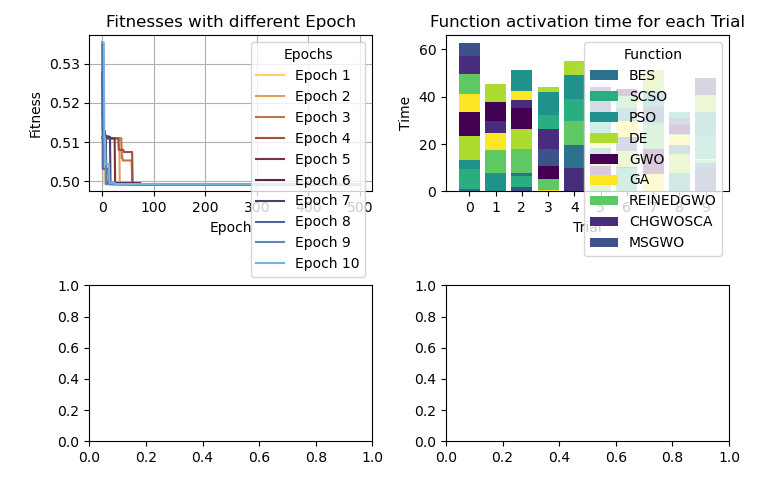 Fitnesses with different Epoch
Function activation time for each Trial
Fitness
0.53
0.52
0.51
0.50
0 100 200 300 400 500
Epoch
Epochs
Epoch 1
Epoch 2
Epoch 3
Epoch 4
Epoch 5
Epoch 6
Epoch 7
Epoch 8
Epoch 9
Epoch 10
Time
60
40
20
0
0 1 2 3 4 5 6 7 8 9
Trial
Function
BES
SCSO
PSO
DE
GWO
GA
REINEDGWO
CHGWOSCA
MSGWO
1.0
0.8
0.6
0.4
0.2
0.0
0.0 0.2 0.4 0.6 0.8 1.0
1.0
0.8
0.6
0.4
0.2
0.0
0.0 0.2 0.4 0.6 0.8 1.0